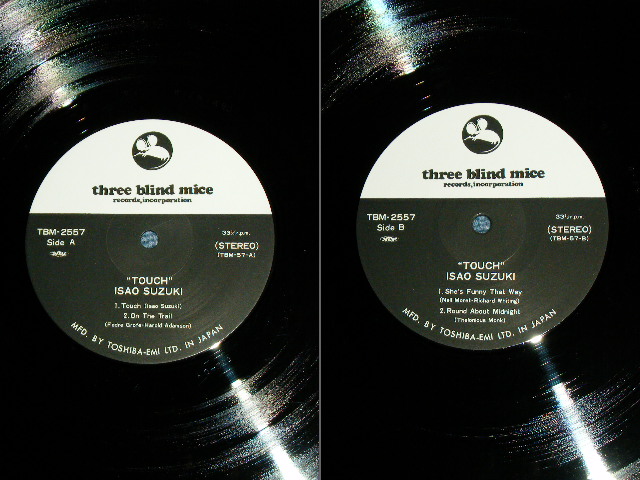 three blind mice
records, incorporation
TBM-2557
Side A
33⅓ r.p.m.
(STEREO)
(TBM-57-A)
"TOUCH"
ISAO SUZUKI
1. Touch (Isao Suzuki)
2. On The Trail
(Ferde Grofe-Harold Adamson)
MFD. BY TOSHIBA-EMI LTD. IN JAPAN
three blind mice
records, incorporation
TBM-2557
Side B
33⅓ r.p.m.
(STEREO)
(TBM-57-B)
"TOUCH"
ISAO SUZUKI
1. She's Funny That Way
(Neil Moret-Richard Whiting)
2. Round About Midnight
(Thelonious Monk)
MFD. BY TOSHIBA-EMI LTD. IN JAPAN